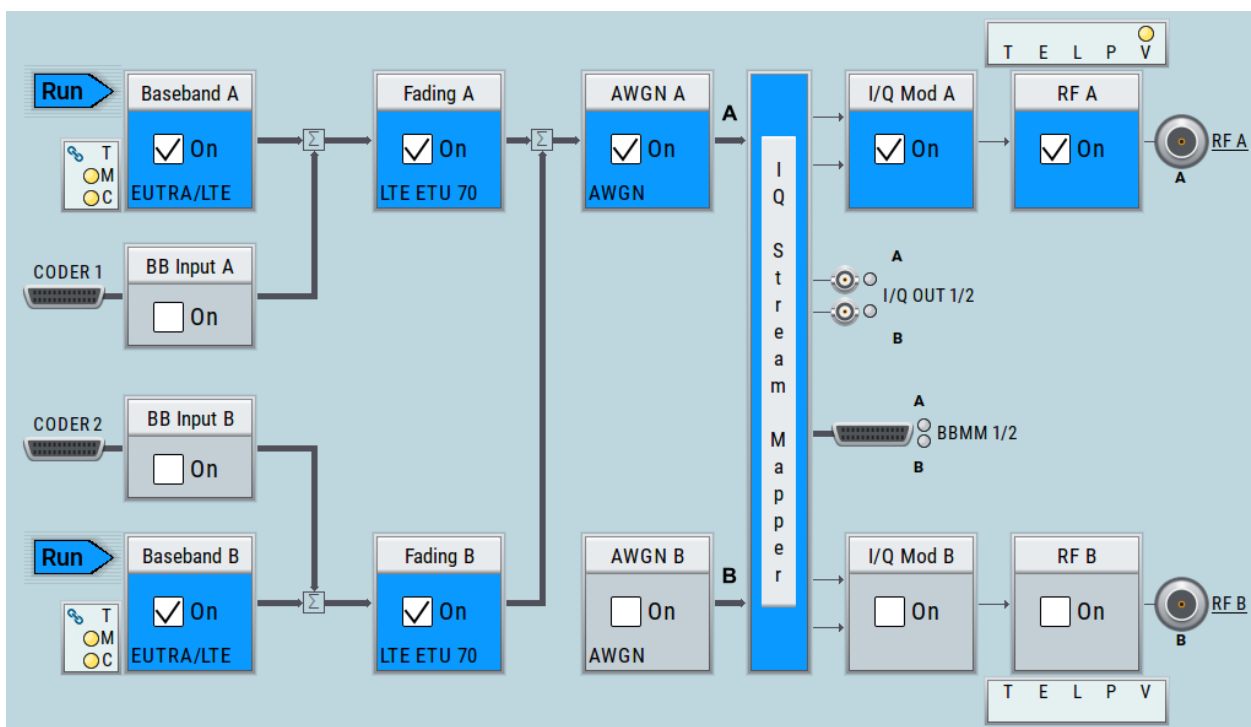 T E L P V
Run
Baseband A
On
EUTRA/LTE
T
M
C
Σ
Fading A
On
LTE ETU 70
Σ
AWGN A
On
AWGN
A
I Q S t r e a m M a p p e r
I/Q Mod A
On
RF A
On
RF A
A
CODER 1
BB Input A
On
A
I/Q OUT 1/2
B
CODER 2
BB Input B
On
A
BBMM 1/2
B
Run
Baseband B
On
EUTRA/LTE
T
M
C
Σ
Fading B
On
LTE ETU 70
AWGN B
On
AWGN
B
I/Q Mod B
On
RF B
On
RF B
B
T E L P V